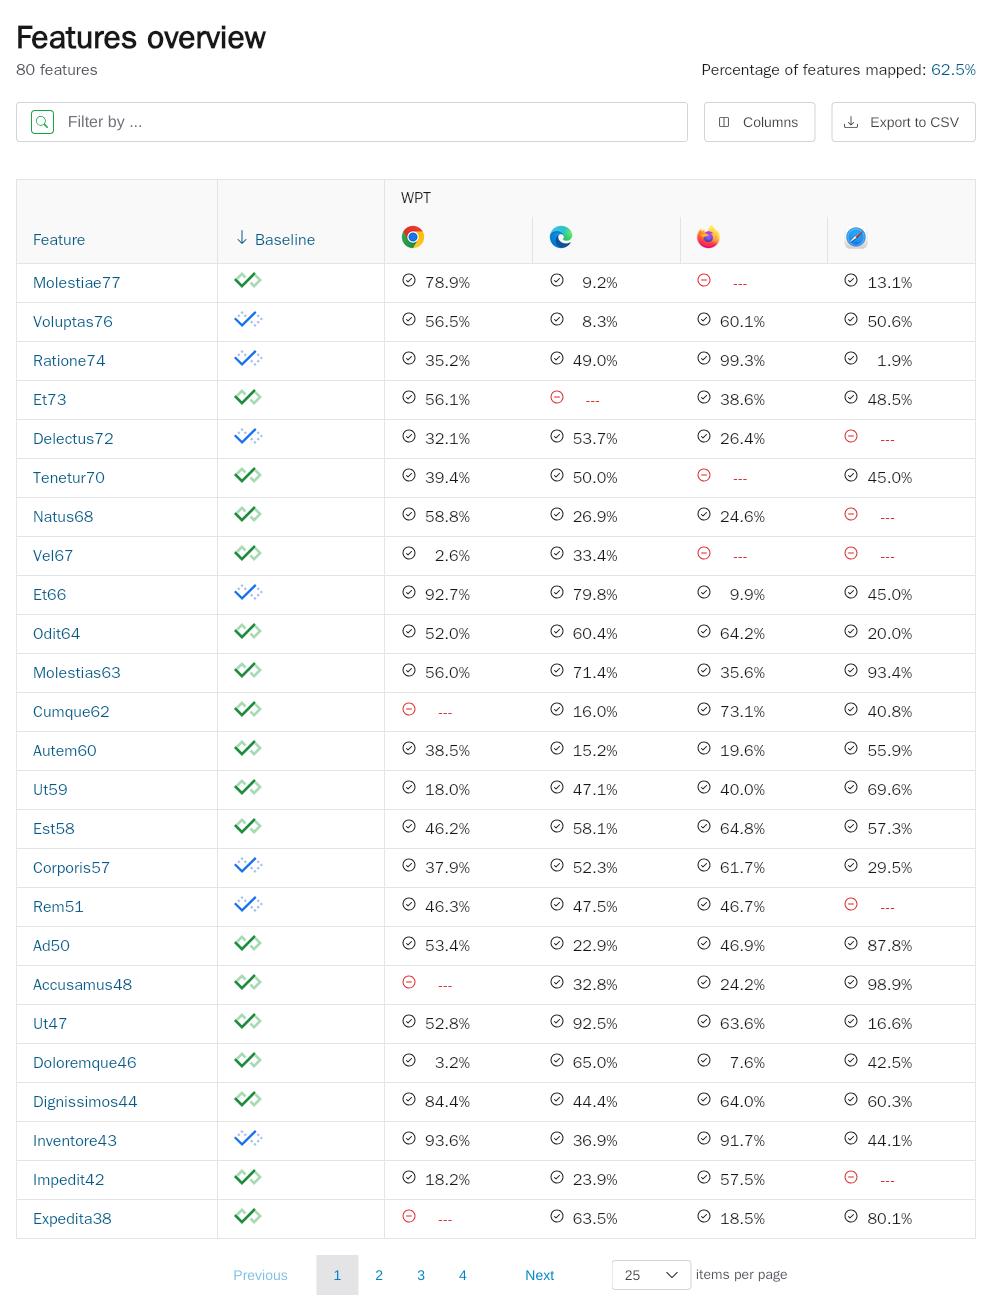 Features overview
80 features
Percentage of features mapped: 62.5%
Filter by ...
Columns
Export to CSV
WPT
Feature Baseline
Molestiae77 78.9% 9.2% --- 13.1%
Voluptas76 56.5% 8.3% 60.1% 50.6%
Ratione74 35.2% 49.0% 99.3% 1.9%
Et73 56.1% --- 38.6% 48.5%
Delectus72 32.1% 53.7% 26.4% ---
Tenetur70 39.4% 50.0% --- 45.0%
Natus68 58.8% 26.9% 24.6% ---
Vel67 2.6% 33.4% --- ---
Et66 92.7% 79.8% 9.9% 45.0%
Odit64 52.0% 60.4% 64.2% 20.0%
Molestias63 56.0% 71.4% 35.6% 93.4%
Cumque62 --- 16.0% 73.1% 40.8%
Autem60 38.5% 15.2% 19.6% 55.9%
Ut59 18.0% 47.1% 40.0% 69.6%
Est58 46.2% 58.1% 64.8% 57.3%
Corporis57 37.9% 52.3% 61.7% 29.5%
Rem51 46.3% 47.5% 46.7% ---
Ad50 53.4% 22.9% 46.9% 87.8%
Accusamus48 --- 32.8% 24.2% 98.9%
Ut47 52.8% 92.5% 63.6% 16.6%
Doloremque46 3.2% 65.0% 7.6% 42.5%
Dignissimos44 84.4% 44.4% 64.0% 60.3%
Inventore43 93.6% 36.9% 91.7% 44.1%
Impedit42 18.2% 23.9% 57.5% ---
Expedita38 --- 63.5% 18.5% 80.1%
Previous 1 2 3 4 Next 25 items per page